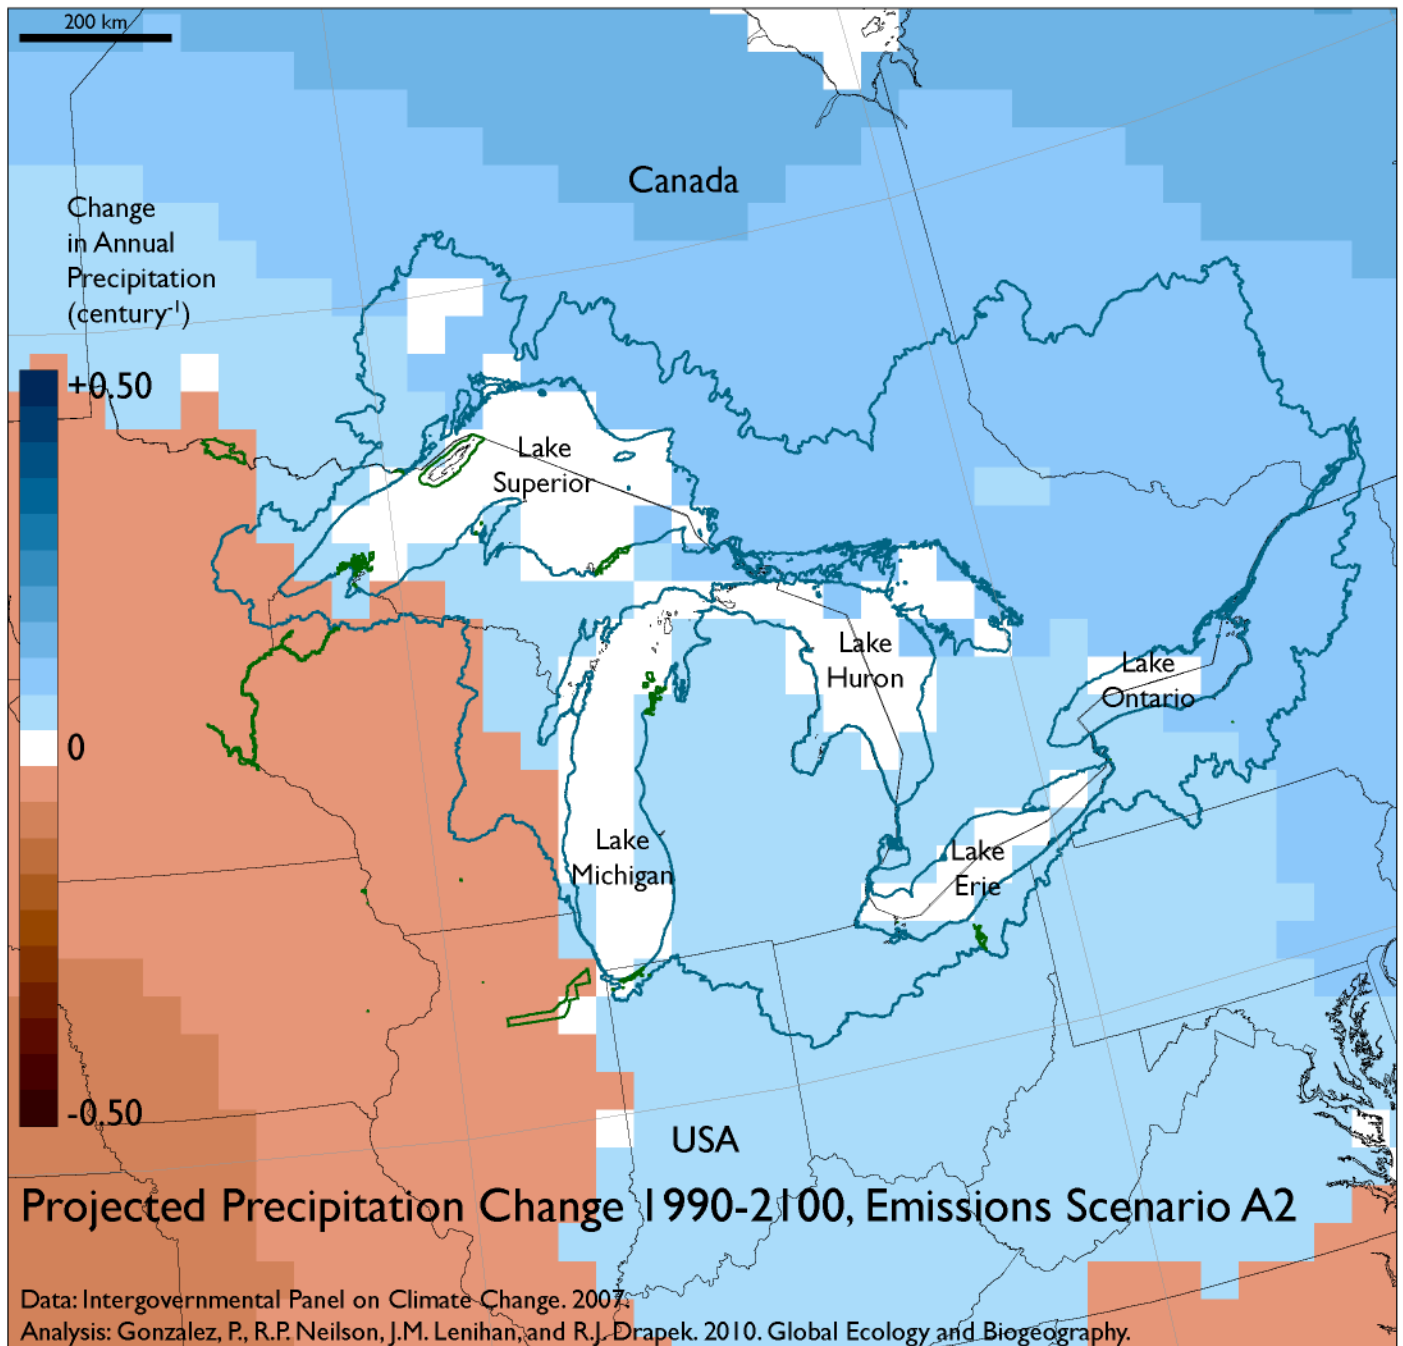 200 km
Canada
Change
in Annual
Precipitation
(century⁻¹)
+0.50
Lake
Superior
Lake
Huron
Lake
Ontario
0
Lake
Michigan
Lake
Erie
-0.50
USA
Projected Precipitation Change 1990-2100, Emissions Scenario A2
Data: Intergovernmental Panel on Climate Change. 2007.
Analysis: Gonzalez, P., R.P. Neilson, J.M. Lenihan, and R.J. Drapek. 2010. Global Ecology and Biogeography.